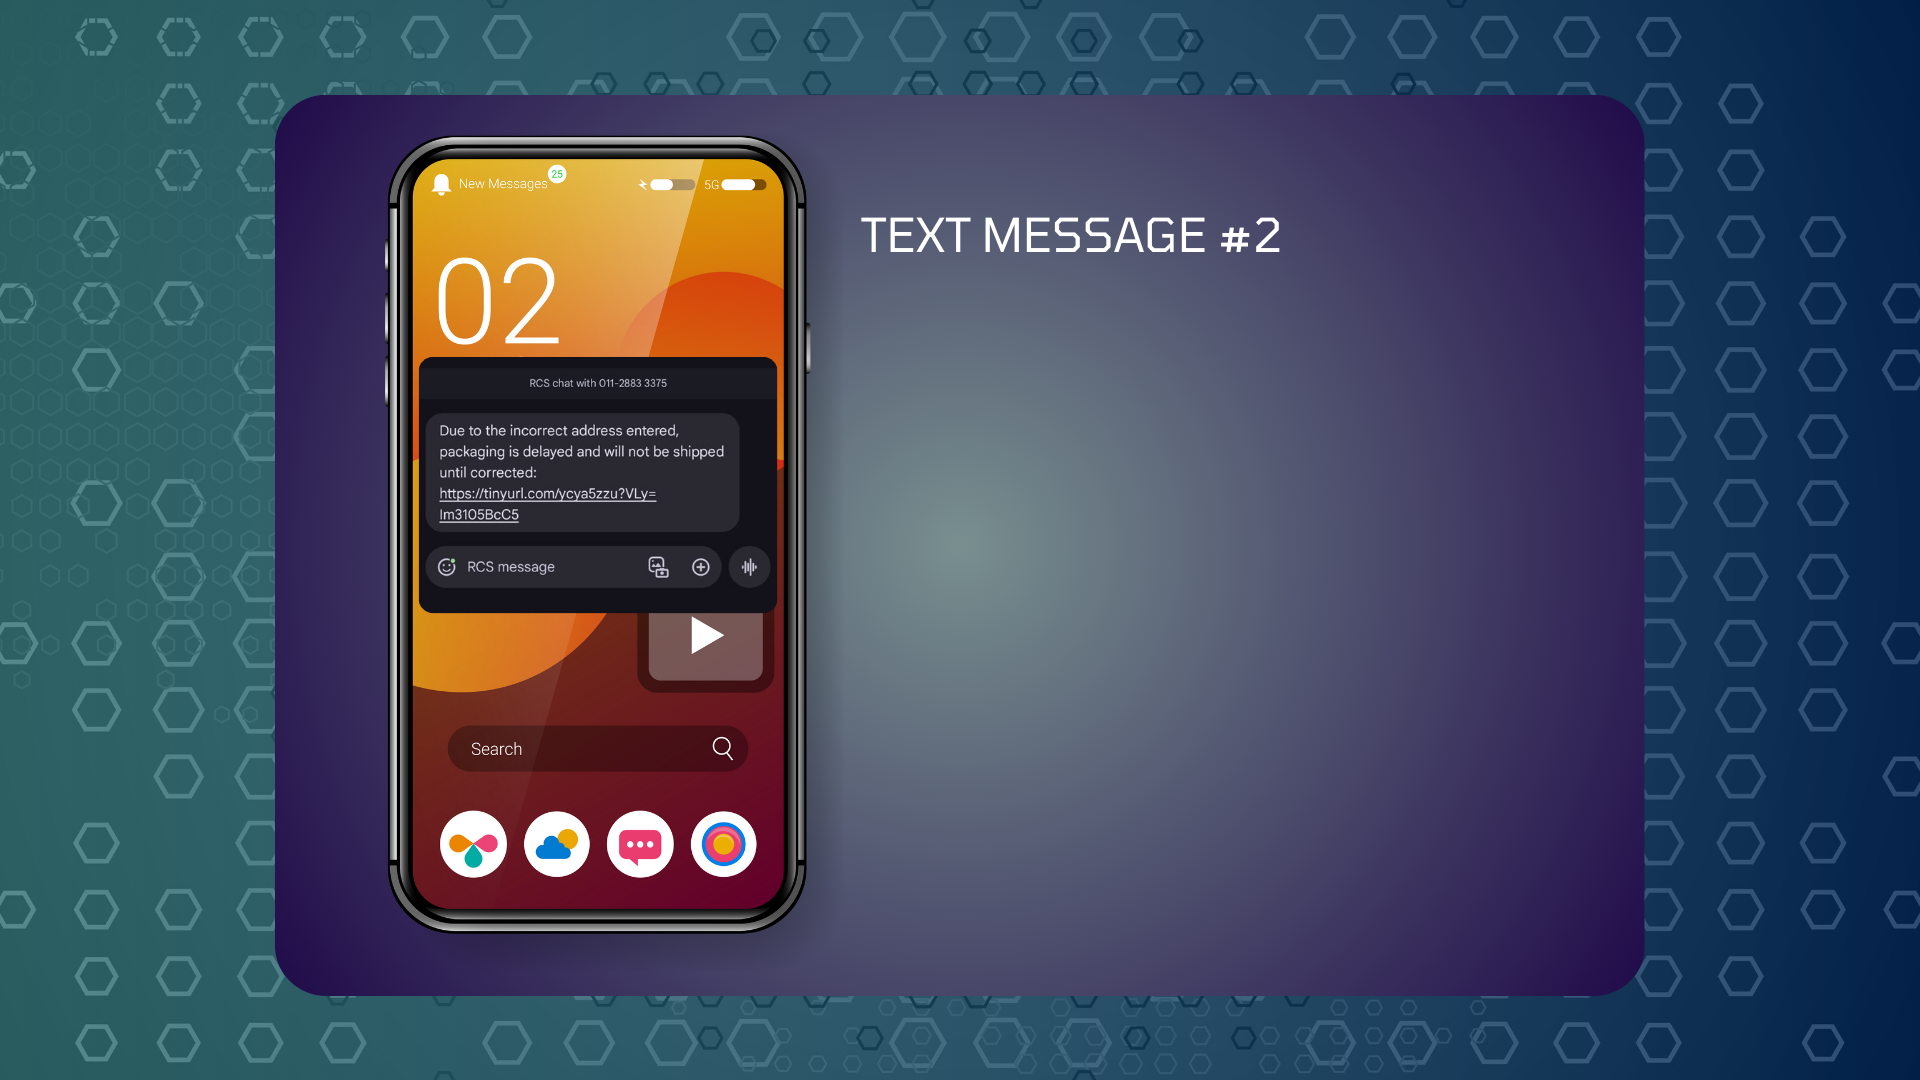 New Messages
25
5G
TEXT MESSAGE #2
02
RCS chat with 011-2883 3375
Due to the incorrect address entered,
packaging is delayed and will not be shipped
until corrected:
https://tinyurl.com/ycya5zzu?VLy=
Im3105BcC5
RCS message
Search